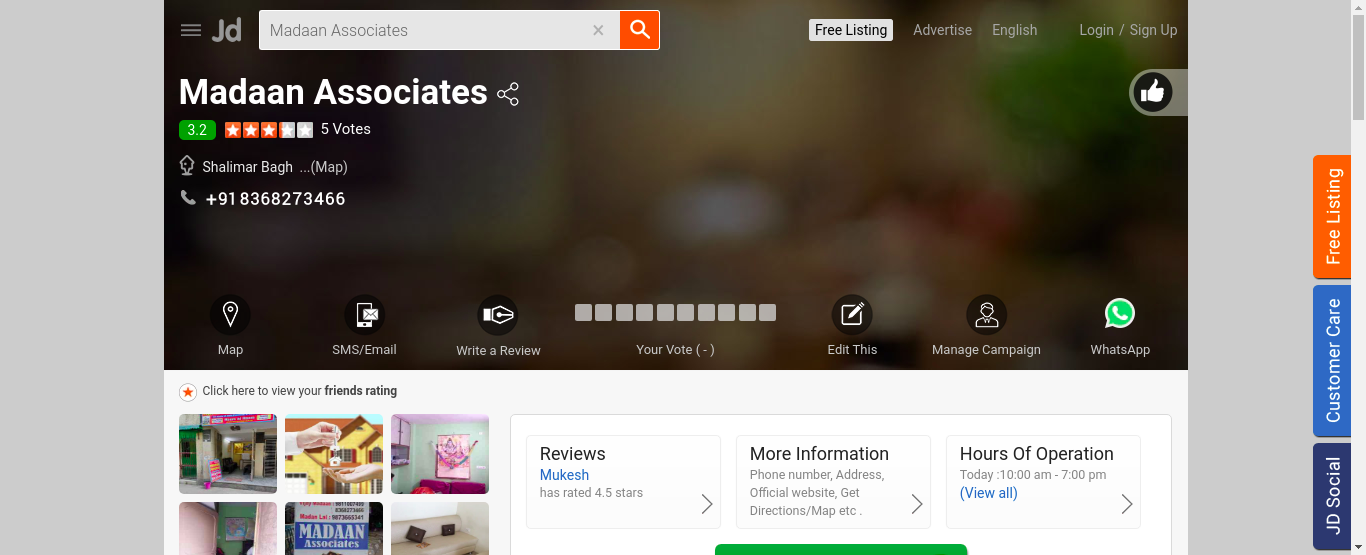 Jd
Madaan Associates
Free Listing
Advertise
English
Login / Sign Up
Madaan Associates
3.2
5 Votes
Shalimar Bagh ...(Map)
+918368273466
Map
SMS/Email
Write a Review
Your Vote ( - )
Edit This
Manage Campaign
WhatsApp
Click here to view your friends rating
Reviews
Mukesh
has rated 4.5 stars
More Information
Phone number, Address,
Official website, Get
Directions/Map etc .
Hours Of Operation
Today :10:00 am - 7:00 pm
(View all)
8368273466
Madan Lal : 9873665341
MADAAN
Associates
Free Listing
Customer Care
JD Social